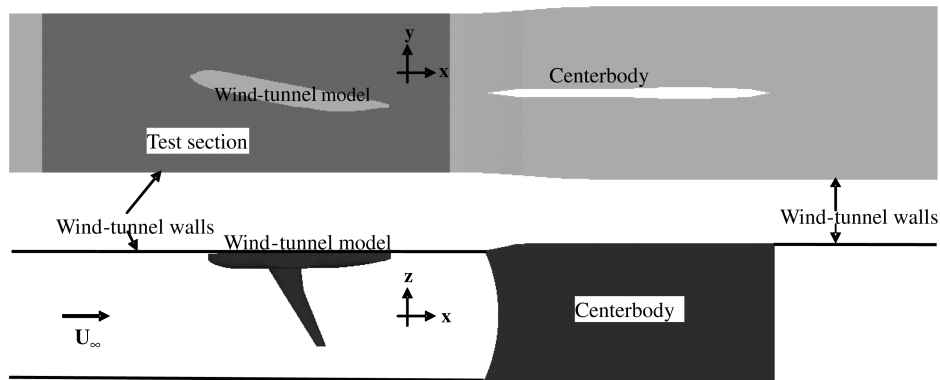 y
x
Centerbody
Wind-tunnel model
Test section
Wind-tunnel walls
Wind-tunnel walls
Wind-tunnel model
z
x
Centerbody
U∞